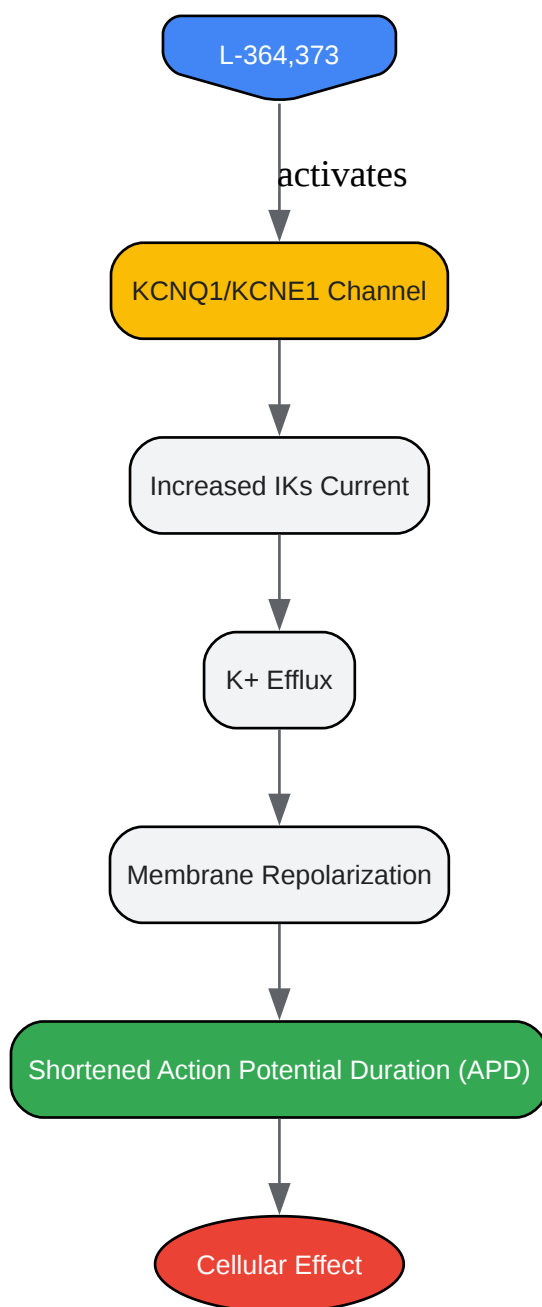 L-364,373
activates
KCNQ1/KCNE1 Channel
Increased IKs Current
K+ Efflux
Membrane Repolarization
Shortened Action Potential Duration (APD)
Cellular Effect